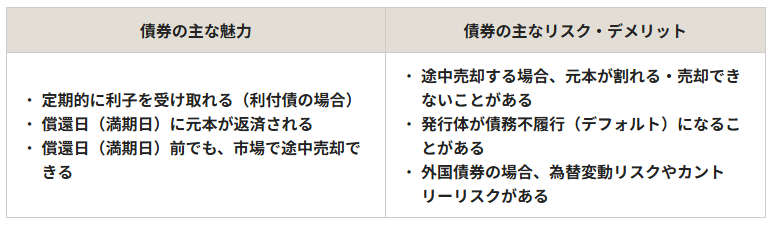 債券の主な魅力
債券の主なリスク・デメリット
・ 定期的に利子を受け取れる（利付債の場合）
・ 償還日（満期日）に元本が返済される
・ 償還日（満期日）前でも、市場で途中売却で
きる
・ 途中売却する場合、元本が割れる・売却でき
ないことがある
・ 発行体が債務不履行（デフォルト）になるこ
とがある
・ 外国債券の場合、為替変動リスクやカント
リーリスクがある